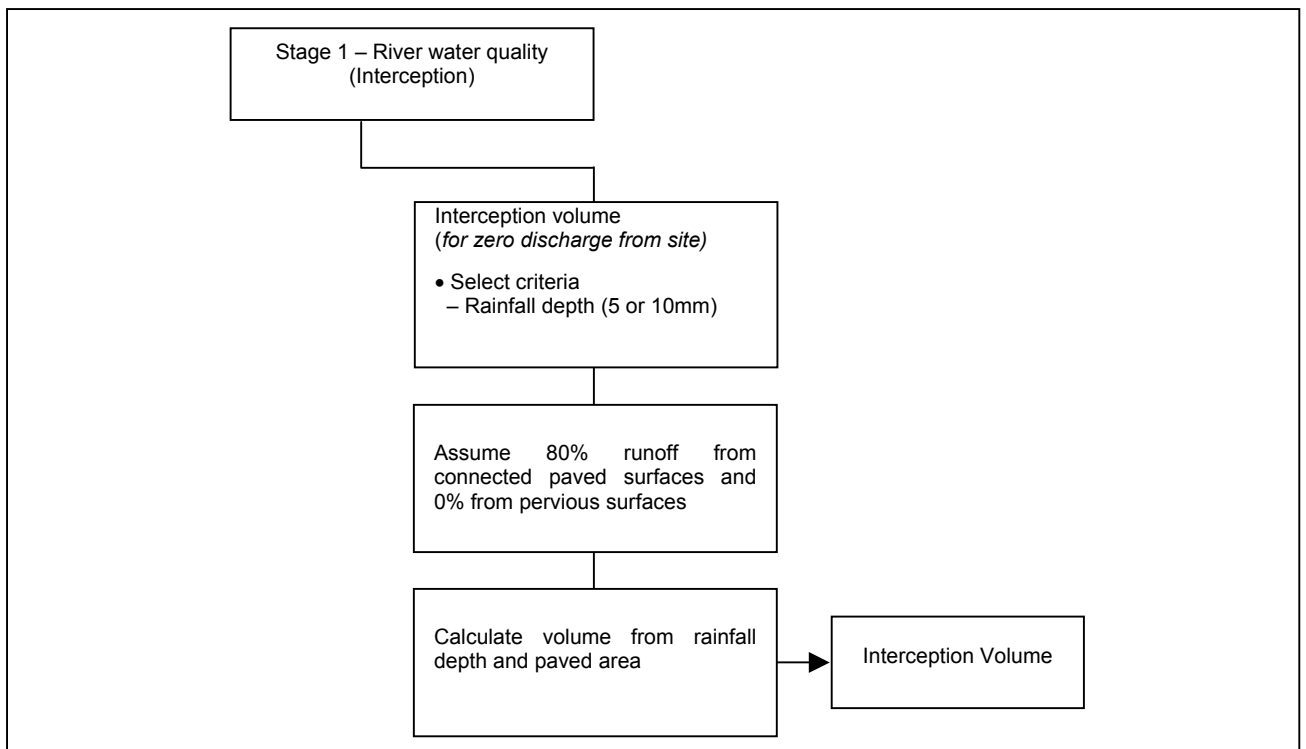 Stage 1 – River water quality
(Interception)
Interception volume
(for zero discharge from site)
• Select criteria
– Rainfall depth (5 or 10mm)
Assume 80% runoff from
connected paved surfaces and
0% from pervious surfaces
Calculate volume from rainfall
depth and paved area
Interception Volume